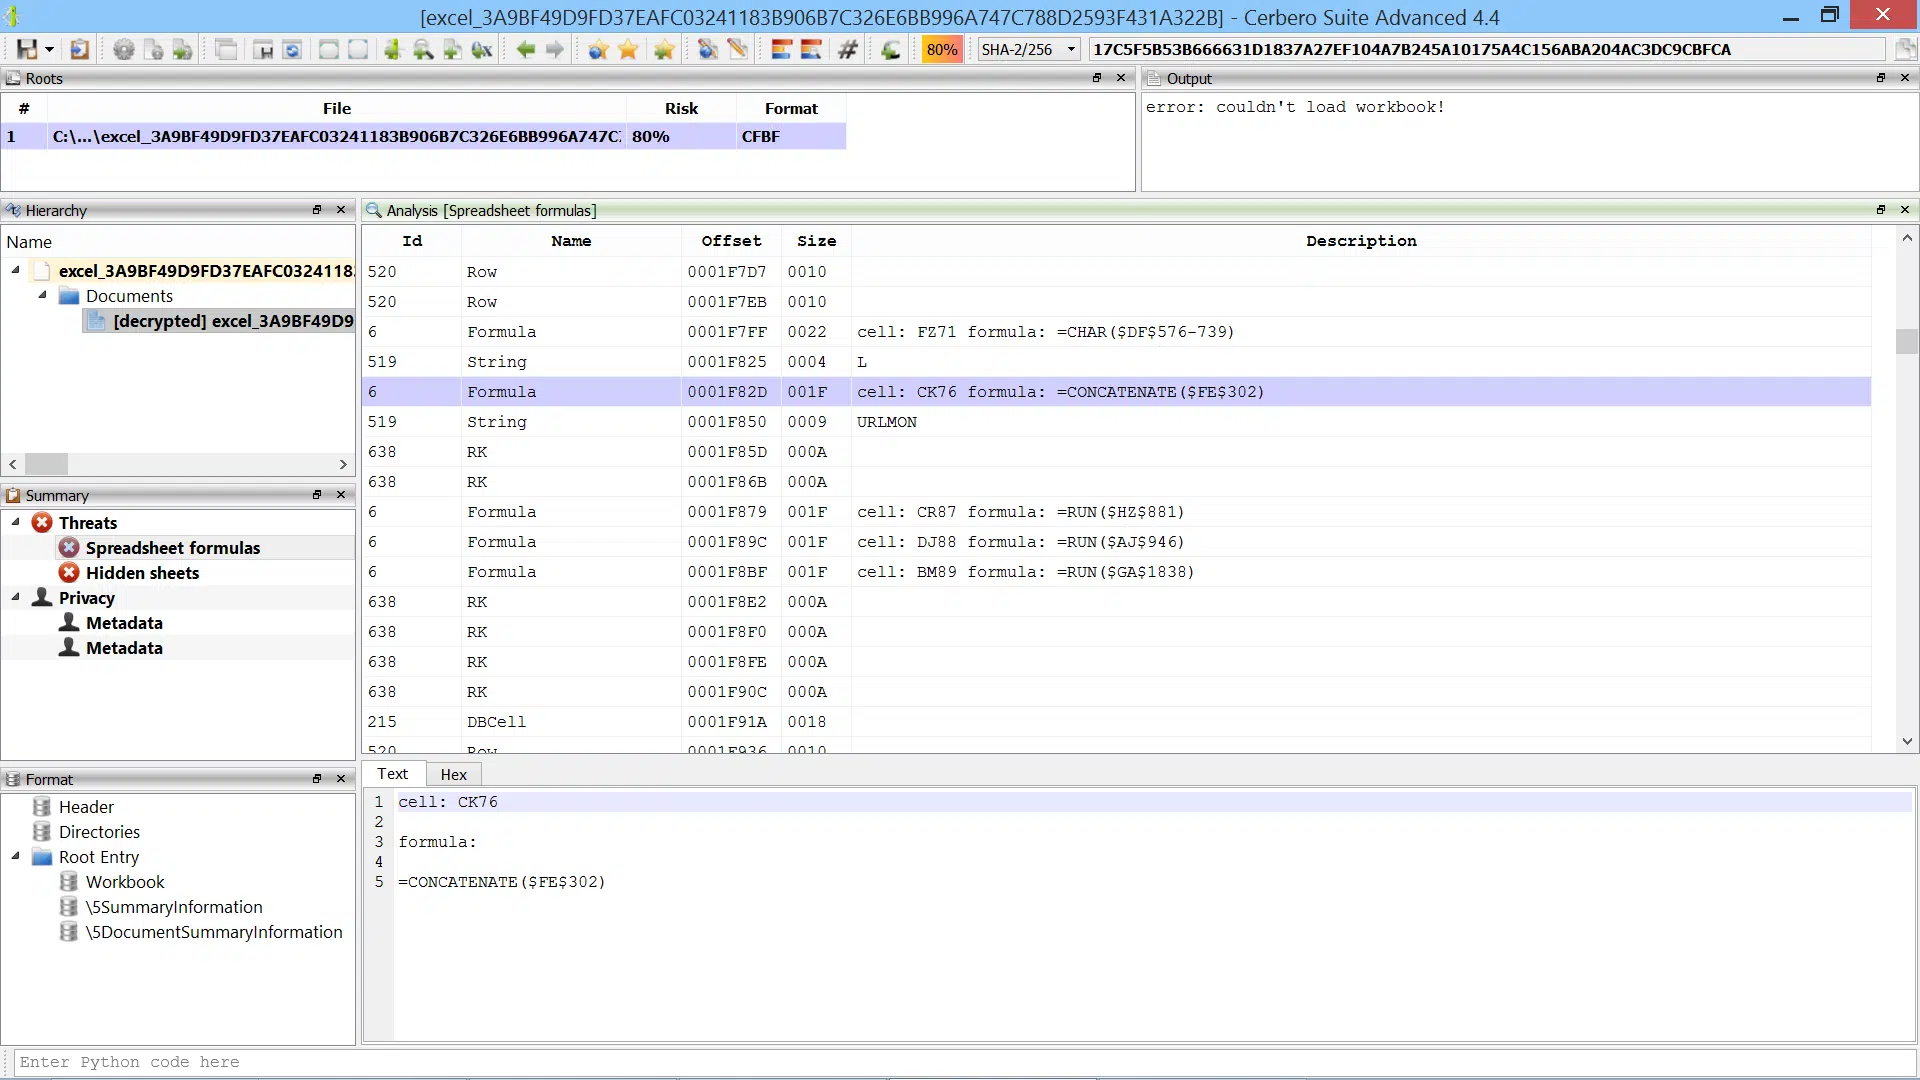 [excel_3A9BF49D9FD37EAFC03241183B906B7C326E6BB996A747C788D2593F431A322B] - Cerbero Suite Advanced 4.4
80% SHA-2/256 17C5F5B53B666631D1837A27EF104A7B245A10175A4C156ABA204AC3DC9CBFCA
Roots
# File Risk Format
1 C:\...\excel_3A9BF49D9FD37EAFC03241183B906B7C326E6BB996A747C 80% CFBF
Output
error: couldn't load workbook!
Hierarchy
Name
excel_3A9BF49D9FD37EAFC0324118
Documents
[decrypted] excel_3A9BF49D9
Summary
Threats
Spreadsheet formulas
Hidden sheets
Privacy
Metadata
Metadata
Format
Header
Directories
Root Entry
Workbook
\5SummaryInformation
\5DocumentSummaryInformation
Analysis [Spreadsheet formulas]
Id Name Offset Size Description
520 Row 0001F7D7 0010
520 Row 0001F7EB 0010
6 Formula 0001F7FF 0022 cell: FZ71 formula: =CHAR($DF$576-739)
519 String 0001F825 0004 L
6 Formula 0001F82D 001F cell: CK76 formula: =CONCATENATE($FE$302)
519 String 0001F850 0009 URLMON
638 RK 0001F85D 000A
638 RK 0001F86B 000A
6 Formula 0001F879 001F cell: CR87 formula: =RUN($HZ$881)
6 Formula 0001F89C 001F cell: DJ88 formula: =RUN($AJ$946)
6 Formula 0001F8BF 001F cell: BM89 formula: =RUN($GA$1838)
638 RK 0001F8E2 000A
638 RK 0001F8F0 000A
638 RK 0001F8FE 000A
638 RK 0001F90C 000A
215 DBCell 0001F91A 0018
520 Row 0001F936 0010
Text Hex
1 cell: CK76
2
3 formula:
4
5 =CONCATENATE($FE$302)
Enter Python code here